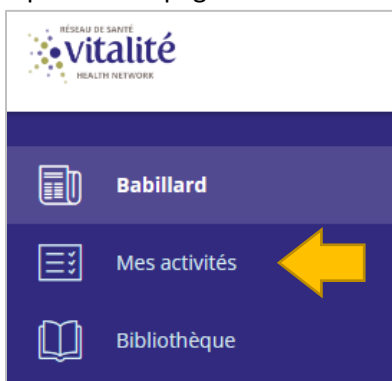 RÉSEAU DE SANTÉ
vitalité
HEALTH NETWORK
Babillard
Mes activités
Bibliothèque